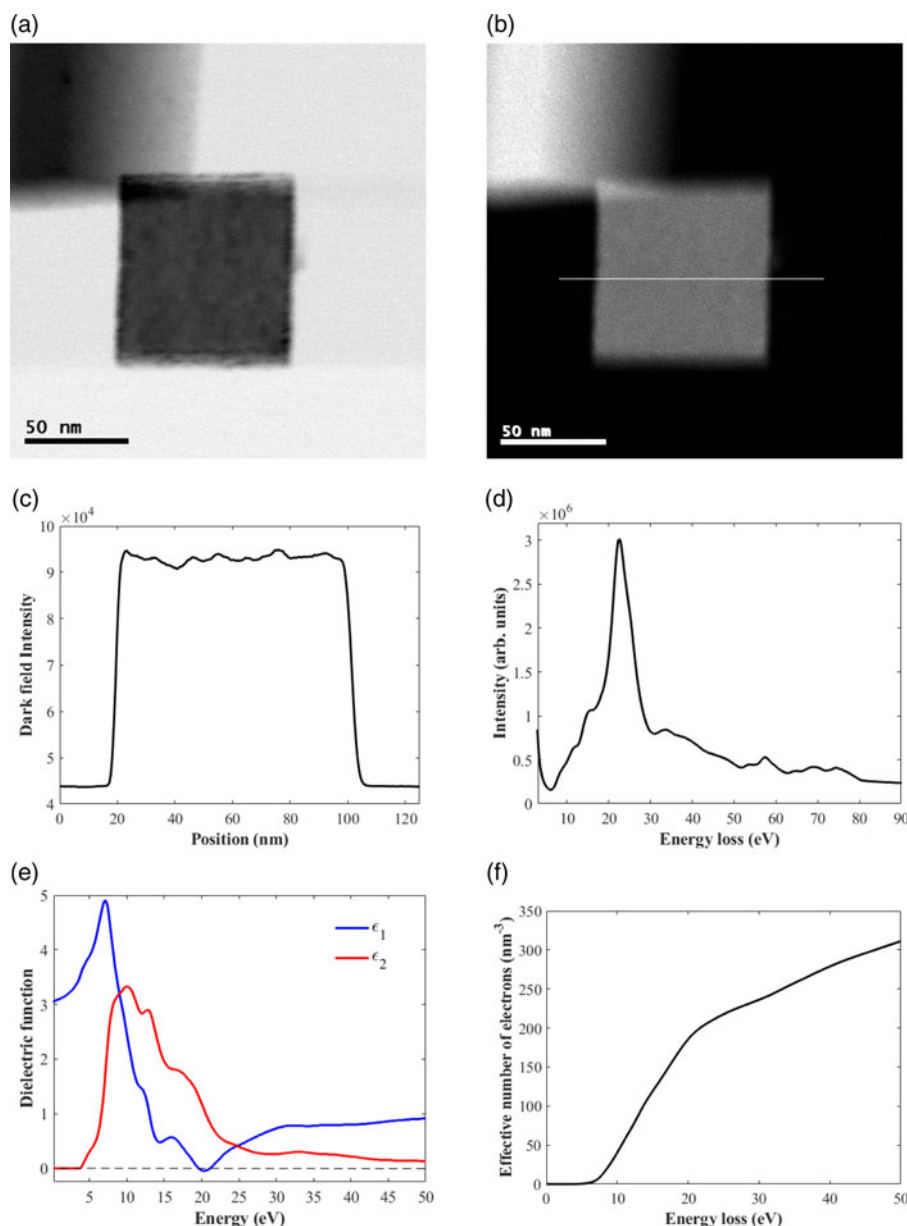 (a)
(b)
50 nm
50 nm
(c)
(d)
×10⁴
10
9
8
7
6
5
4
0 20 40 60 80 100 120
Dark field Intensity
Position (nm)
×10⁶
3
2.5
2
1.5
1
0.5
0
10 20 30 40 50 60 70 80 90
Intensity (arb. units)
Energy loss (eV)
(e)
(f)
5
4
3
2
1
0
5 10 15 20 25 30 35 40 45 50
Dielectric function
Energy (eV)
ϵ₁
ϵ₂
350
300
250
200
150
100
50
0
0 10 20 30 40 50
Effective number of electrons (nm⁻³)
Energy loss (eV)